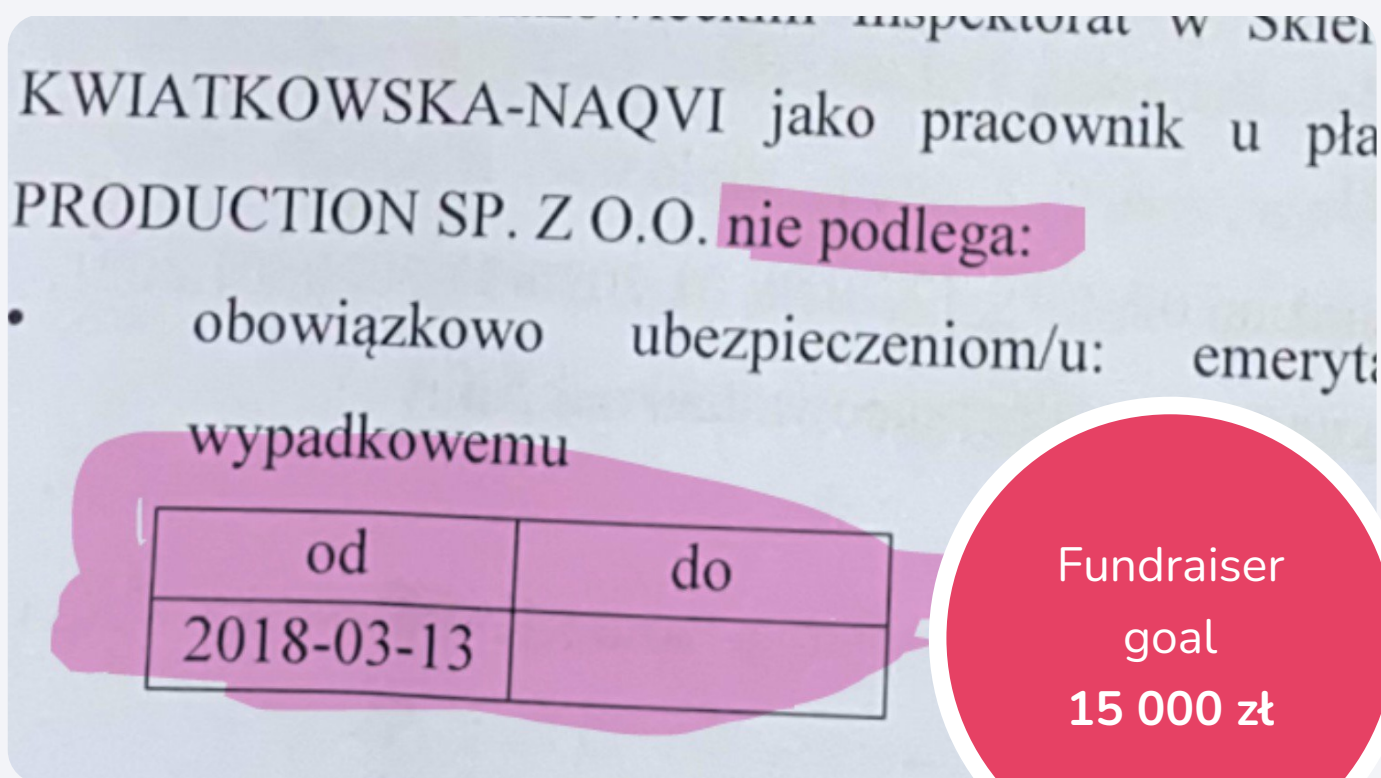 Inspektorat w
KWIATKOWSKA-NAQVI jako pracownik u
PRODUCTION SP. Z O.O. nie podlega:
• obowiązkowo ubezpieczeniom/u:
wypadkowemu
od do
2018-03-13
Fundraiser
goal
15 000 zł